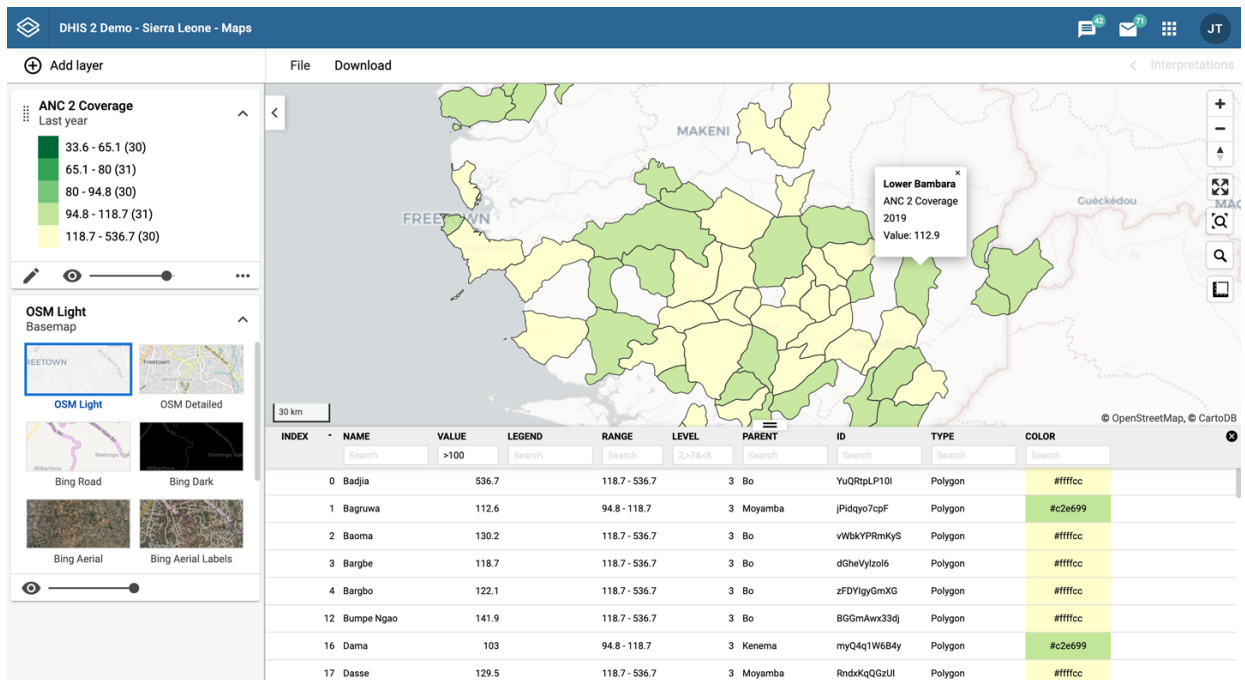 DHIS 2 Demo - Sierra Leone - Maps
42
71
JT
Add layer
File
Download
Interpretations
ANC 2 Coverage
Last year
33.6 - 65.1 (30)
65.1 - 80 (31)
80 - 94.8 (30)
94.8 - 118.7 (31)
118.7 - 536.7 (30)
OSM Light
Basemap
REETOWN
OSM Light
Freetown
OSM Detailed
Wilberforce
Bing Road
Bing Dark
Bing Aerial
Bing Aerial Labels
MAKENI
FREETOWN
Guéckédou
Lower Bambara
ANC 2 Coverage
2019
Value: 112.9
30 km
© OpenStreetMap, © CartoDB
INDEX NAME VALUE LEGEND RANGE LEVEL PARENT ID TYPE COLOR
Search >100 Search Search 2,>3&<8 Search Search Search Search
0 Badjia 536.7 118.7 - 536.7 3 Bo YuQRtpLP10I Polygon #ffffcc
1 Bagruwa 112.6 94.8 - 118.7 3 Moyamba jPidqyo7cpF Polygon #c2e699
2 Baoma 130.2 118.7 - 536.7 3 Bo vWbkYPRmKyS Polygon #ffffcc
3 Bargbe 118.7 118.7 - 536.7 3 Bo dGheVylzol6 Polygon #ffffcc
4 Bargbo 122.1 118.7 - 536.7 3 Bo zFDYIgyGmXG Polygon #ffffcc
12 Bumpe Ngao 141.9 118.7 - 536.7 3 Bo BGGmAwx33dj Polygon #ffffcc
16 Dama 103 94.8 - 118.7 3 Kenema myQ4q1W6B4y Polygon #c2e699
17 Dasse 129.5 118.7 - 536.7 3 Moyamba RndxKqQGzUl Polygon #ffffcc